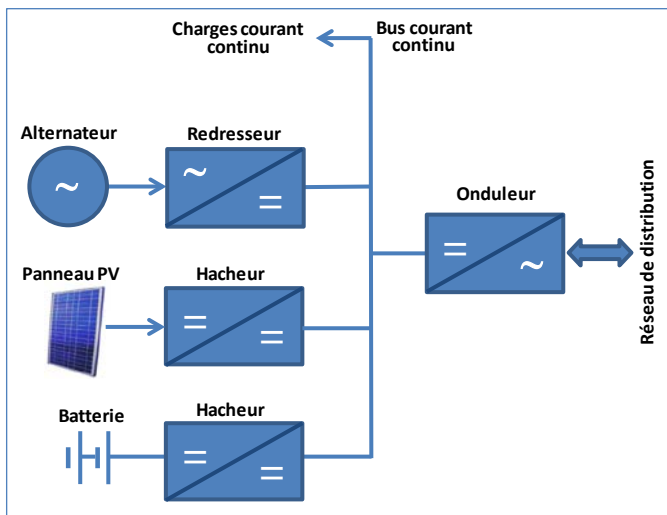 Charges courant
continu
Bus courant
continu
Alternateur
Redresseur
~
~
=
Onduleur
=
~
Réseau de distribution
Panneau PV
Hacheur
=
=
Batterie
Hacheur
=
=